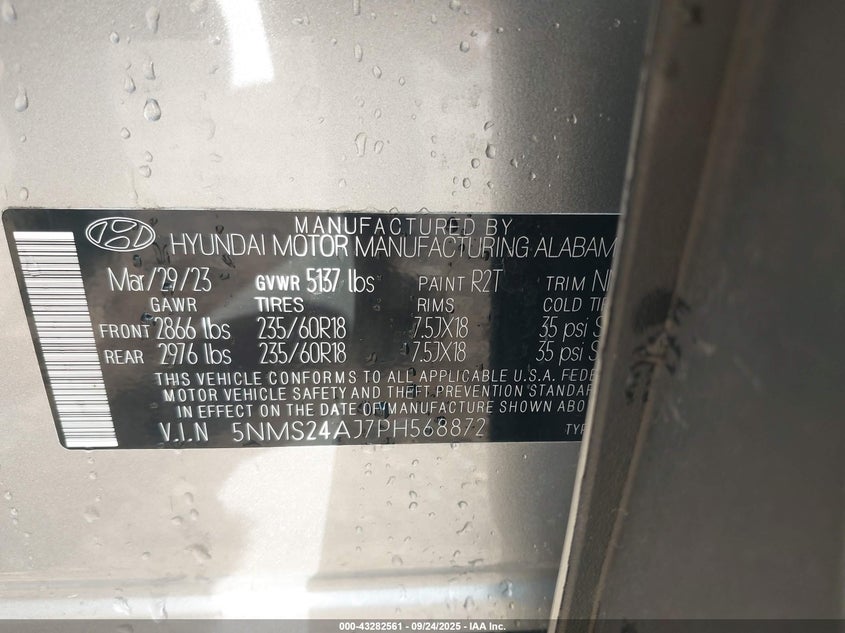 MANUFACTURED BY
HYUNDAI MOTOR MANUFACTURING ALABAM
Mar/29/23 GVWR 5137 lbs PAINT R2T TRIM
GAWR TIRES RIMS COLD TI
FRONT 2866 lbs 235/60R18 7.5JX18 35 psi S
REAR 2976 lbs 235/60R18 7.5JX18 35 psi S
THIS VEHICLE CONFORMS TO ALL APPLICABLE U.S.A. FEDE
MOTOR VEHICLE SAFETY AND THEFT PREVENTION STANDAR
IN EFFECT ON THE DATE OF MANUFACTURE SHOWN ABO
V.I.N 5NMS24AJ7PH568872 TYP
000-43282561 - 09/24/2025 - IAA Inc.